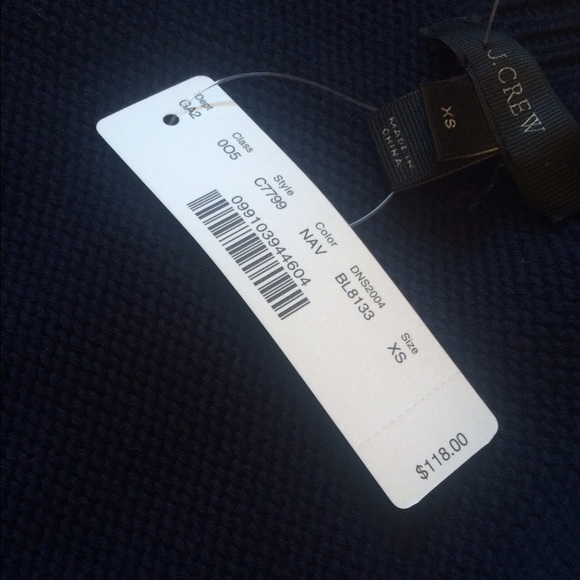 Dept
GA2
Class
0O5
Style
C7799
Color
NAV
DNS2004
BL8133
Size
XS
099103944604
$118.00
J.CREW
XS
MADE IN
CHINA